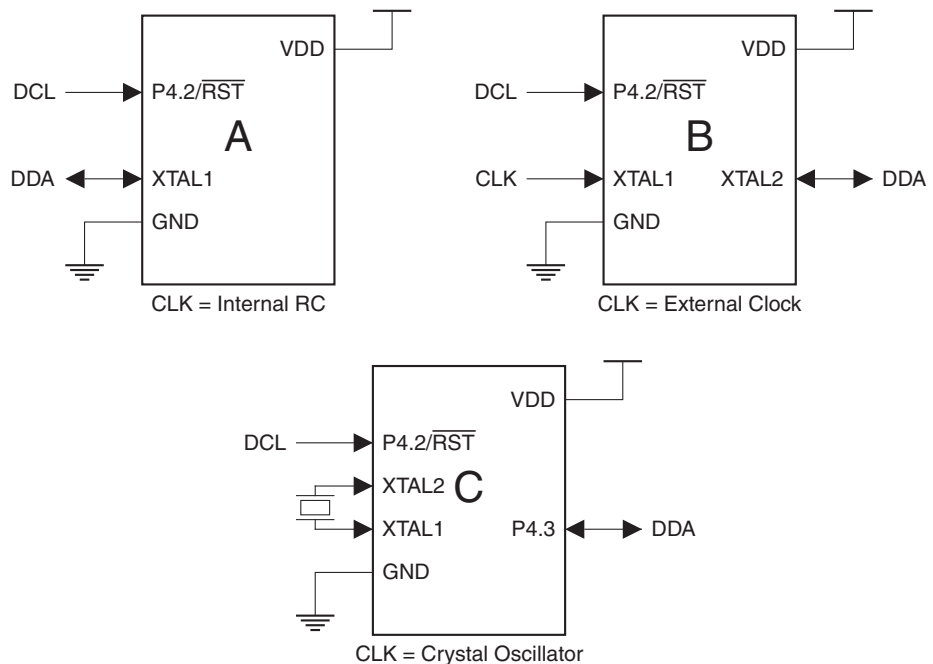 VDD
DCL P4.2/RST
A
DDA XTAL1
GND
CLK = Internal RC
VDD
DCL P4.2/RST
B
CLK XTAL1 XTAL2 DDA
GND
CLK = External Clock
VDD
DCL P4.2/RST
XTAL2 C
XTAL1 P4.3 DDA
GND
CLK = Crystal Oscillator